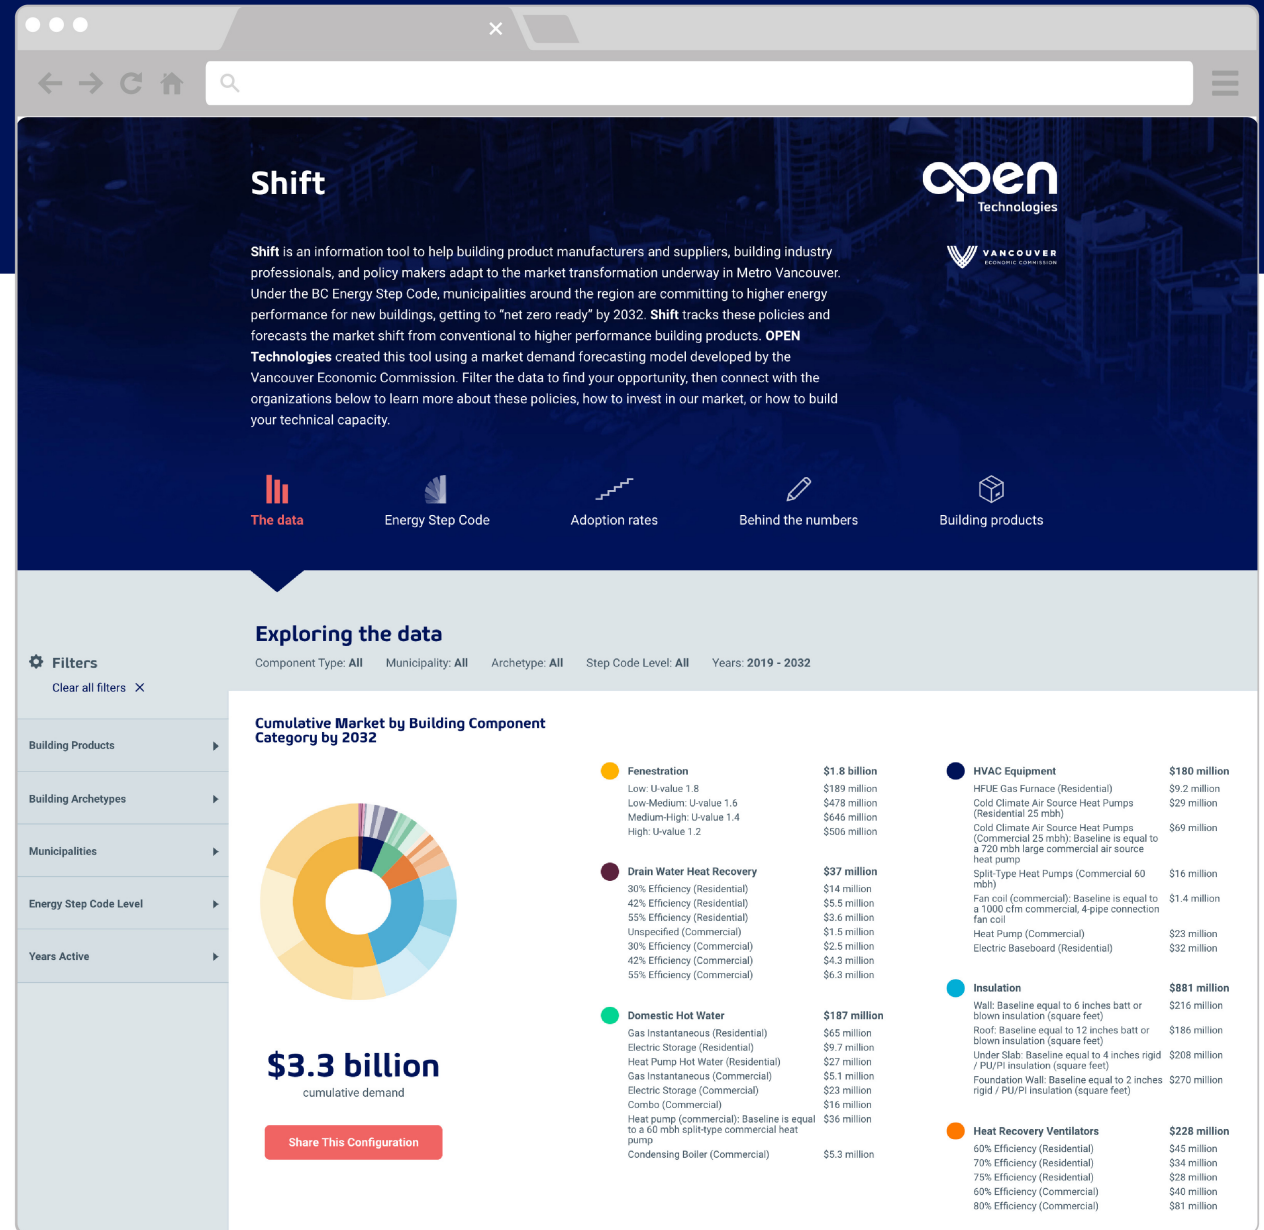 Shift
open
Technologies
VANCOUVER
ECONOMIC COMMISSION
Shift is an information tool to help building product manufacturers and suppliers, building industry
professionals, and policy makers adapt to the market transformation underway in Metro Vancouver.
Under the BC Energy Step Code, municipalities around the region are committing to higher energy
performance for new buildings, getting to “net zero ready” by 2032. Shift tracks these policies and
forecasts the market shift from conventional to higher performance building products. OPEN
Technologies created this tool using a market demand forecasting model developed by the
Vancouver Economic Commission. Filter the data to find your opportunity, then connect with the
organizations below to learn more about these policies, how to invest in our market, or how to build
your technical capacity.
The data
Energy Step Code
Adoption rates
Behind the numbers
Building products
Exploring the data
Component Type: All Municipality: All Archetype: All Step Code Level: All Years: 2019 - 2032
Filters
Clear all filters ×
Building Products
Building Archetypes
Municipalities
Energy Step Code Level
Years Active
Cumulative Market by Building Component
Category by 2032
$3.3 billion
cumulative demand
Share This Configuration
Fenestration $1.8 billion
Low: U-value 1.8 $189 million
Low-Medium: U-value 1.6 $478 million
Medium-High: U-value 1.4 $646 million
High: U-value 1.2 $506 million
Drain Water Heat Recovery $37 million
30% Efficiency (Residential) $14 million
42% Efficiency (Residential) $5.5 million
55% Efficiency (Residential) $3.6 million
Unspecified (Commercial) $1.5 million
30% Efficiency (Commercial) $2.5 million
42% Efficiency (Commercial) $4.3 million
55% Efficiency (Commercial) $6.3 million
Domestic Hot Water $187 million
Gas Instantaneous (Residential) $65 million
Electric Storage (Residential) $9.7 million
Heat Pump Hot Water (Residential) $27 million
Gas Instantaneous (Commercial) $5.1 million
Electric Storage (Commercial) $23 million
Combo (Commercial) $16 million
Heat pump (commercial): Baseline is equal $36 million
to a 60 mbh split-type commercial heat
pump
Condensing Boiler (Commercial) $5.3 million
HVAC Equipment $180 million
HFUE Gas Furnace (Residential) $9.2 million
Cold Climate Air Source Heat Pumps $29 million
(Residential 25 mbh)
Cold Climate Air Source Heat Pumps $69 million
(Commercial 25 mbh): Baseline is equal to
a 720 mbh large commercial air source
heat pump
Split-Type Heat Pumps (Commercial 60 $16 million
mbh)
Fan coil (commercial): Baseline is equal to $1.4 million
a 1000 cfm commercial, 4-pipe connection
fan coil
Heat Pump (Commercial) $23 million
Electric Baseboard (Residential) $32 million
Insulation $881 million
Wall: Baseline equal to 6 inches batt or $216 million
blown insulation (square feet)
Roof: Baseline equal to 12 inches batt or $186 million
blown insulation (square feet)
Under Slab: Baseline equal to 4 inches rigid $208 million
/ PU/PI insulation (square feet)
Foundation Wall: Baseline equal to 2 inches $270 million
rigid / PU/PI insulation (square feet)
Heat Recovery Ventilators $228 million
60% Efficiency (Residential) $45 million
70% Efficiency (Residential) $34 million
75% Efficiency (Residential) $28 million
60% Efficiency (Commercial) $40 million
80% Efficiency (Commercial) $81 million